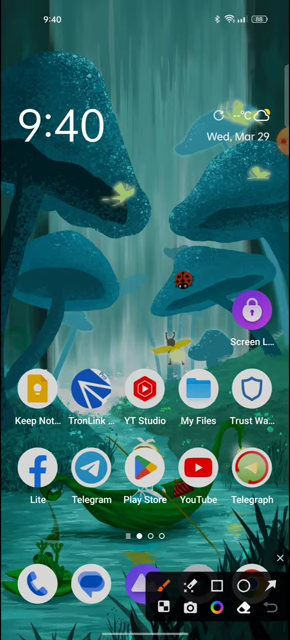 9:40
88
9:40
--°C
Wed, Mar 29
Screen L...
Keep Not...
TronLink ...
YT Studio
My Files
Trust Wa...
Lite
Telegram
Play Store
YouTube
Telegraph